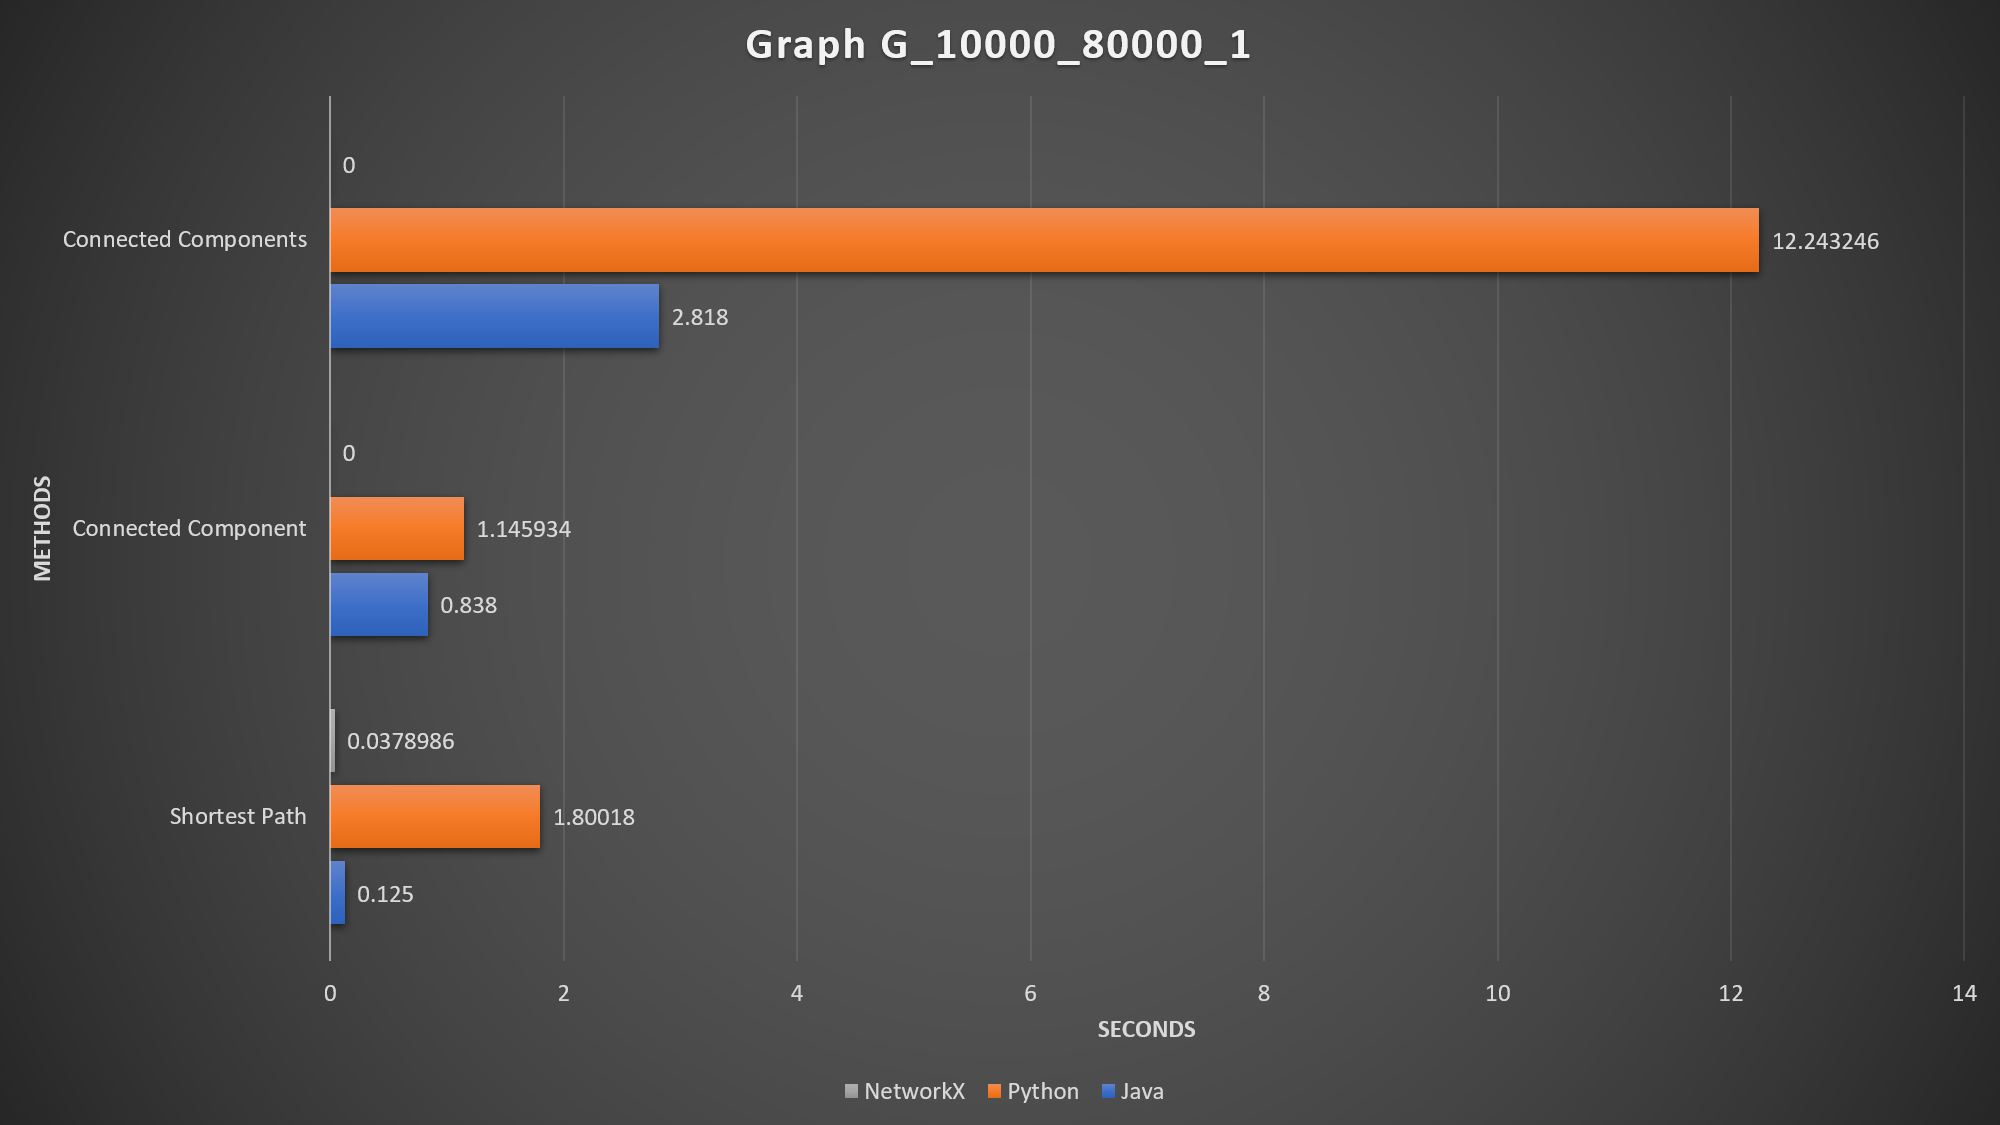 Graph G_10000_80000_1
METHODS
Connected Components
0
12.243246
2.818
Connected Component
0
1.145934
0.838
Shortest Path
0.0378986
1.80018
0.125
0 2 4 6 8 10 12 14
SECONDS
NetworkX Python Java